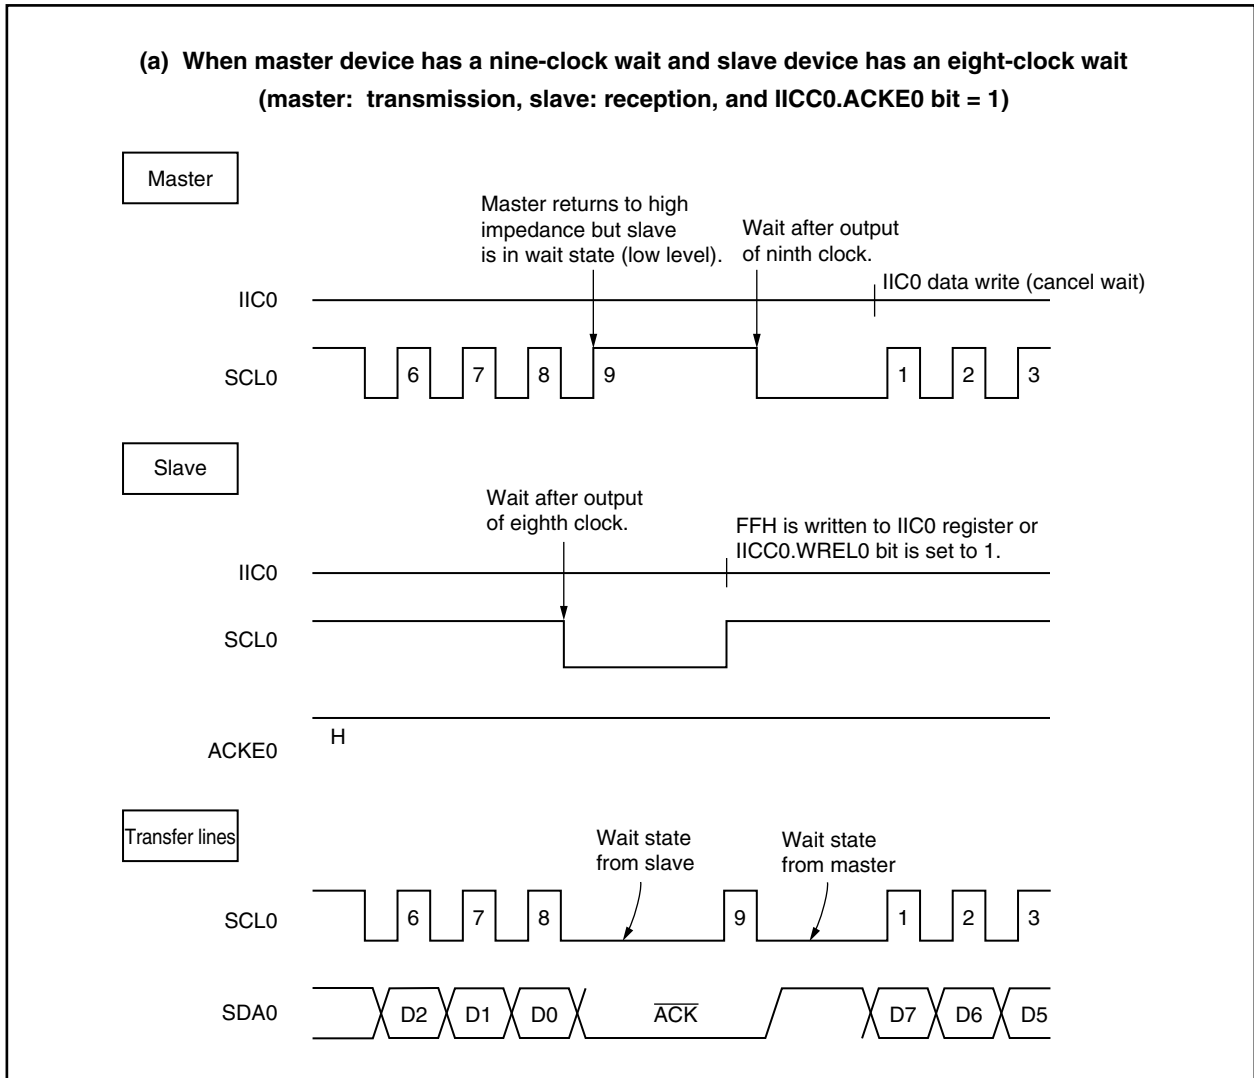 (a) When master device has a nine-clock wait and slave device has an eight-clock wait
(master: transmission, slave: reception, and IICC0.ACKE0 bit = 1)
Master
Master returns to high
impedance but slave
is in wait state (low level).
Wait after output
of ninth clock.
IIC0 data write (cancel wait)
IIC0
SCL0
6 7 8 9 1 2 3
Slave
Wait after output
of eighth clock.
FFH is written to IIC0 register or
IICC0.WREL0 bit is set to 1.
IIC0
SCL0
H
ACKE0
Transfer lines
Wait state
from slave
Wait state
from master
SCL0
6 7 8 9 1 2 3
SDA0
D2 D1 D0 ACK D7 D6 D5